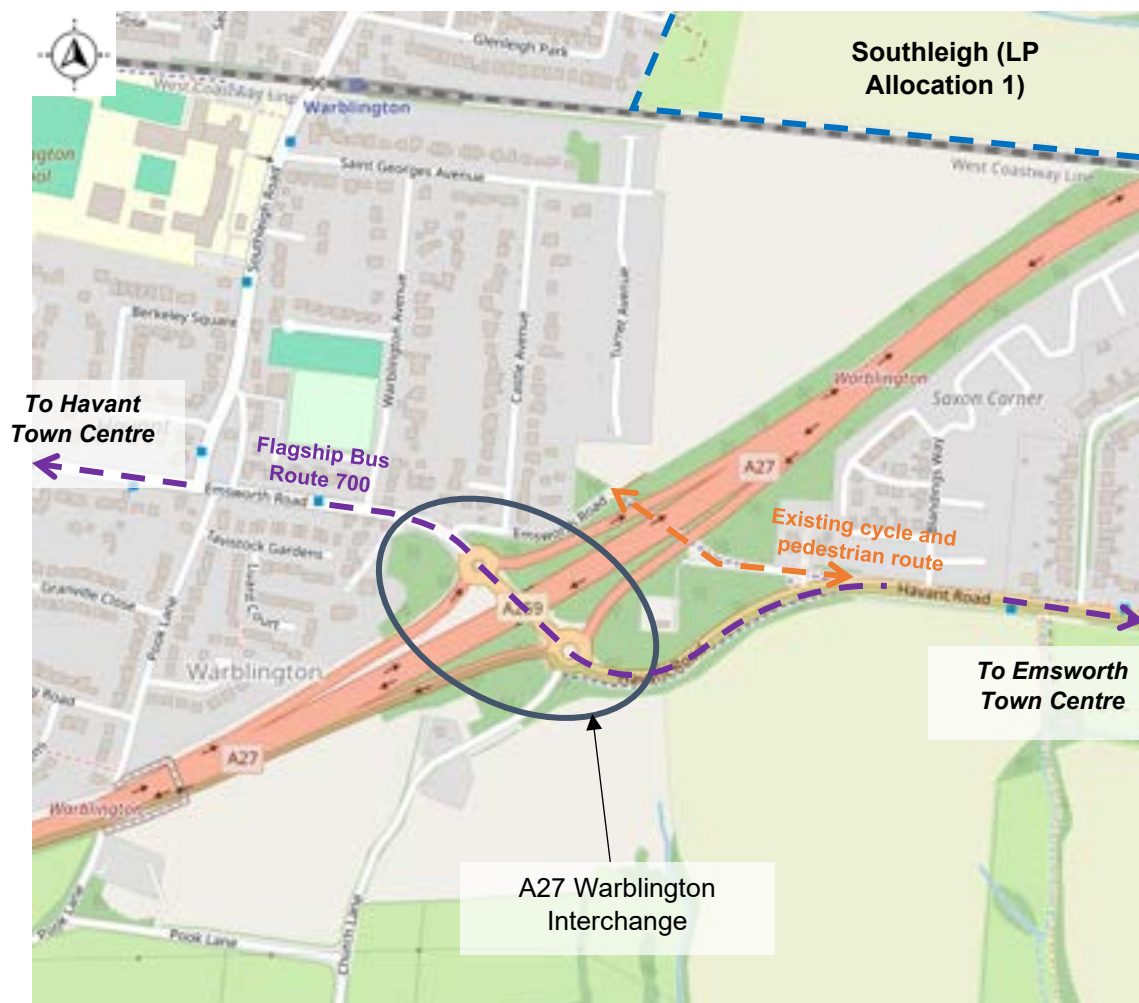 Glenleigh Park
Southleigh (LP
Allocation 1)
West Coastway Line
Warblington
West Coastway Line
Saint Georges Avenue
Southleigh Road
Berkeley Square
Warblington Avenue
Castle Avenue
Turner Avenue
Warblington
Saxon Corner
To Havant
Town Centre
Flagship Bus
Route 700
A27
Emsworth Road
Emsworth Road
Existing cycle and
pedestrian route
Tavistock Gardens
Granville Close
Pook Lane
Warblington
Havant Road
To Emsworth
Town Centre
A27
Warblington
A27 Warblington
Interchange
Pook Lane
Pook Lane
Church Lane